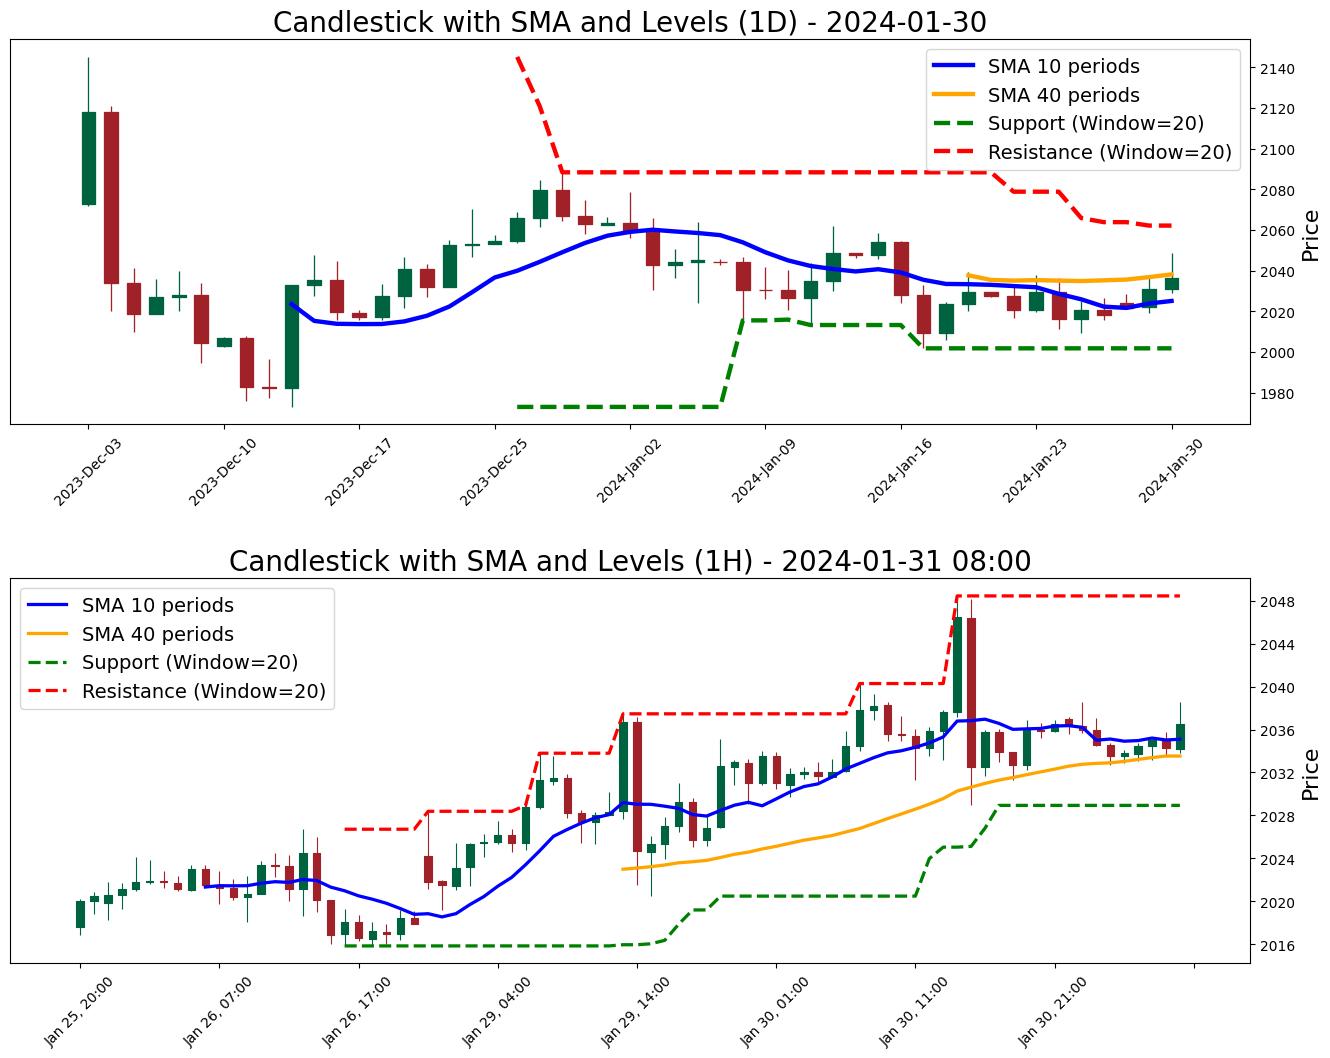 Candlestick with SMA and Levels (1D) - 2024-01-30
SMA 10 periods
SMA 40 periods
Support (Window=20)
Resistance (Window=20)
2140
2120
2100
2080
2060
2040
2020
2000
1980
Price
2023-Dec-03
2023-Dec-10
2023-Dec-17
2023-Dec-25
2024-Jan-02
2024-Jan-09
2024-Jan-16
2024-Jan-23
2024-Jan-30
Candlestick with SMA and Levels (1H) - 2024-01-31 08:00
SMA 10 periods
SMA 40 periods
Support (Window=20)
Resistance (Window=20)
2048
2044
2040
2036
2032
2028
2024
2020
2016
Price
Jan 25, 20:00
Jan 26, 07:00
Jan 26, 17:00
Jan 29, 04:00
Jan 29, 14:00
Jan 30, 01:00
Jan 30, 11:00
Jan 30, 21:00